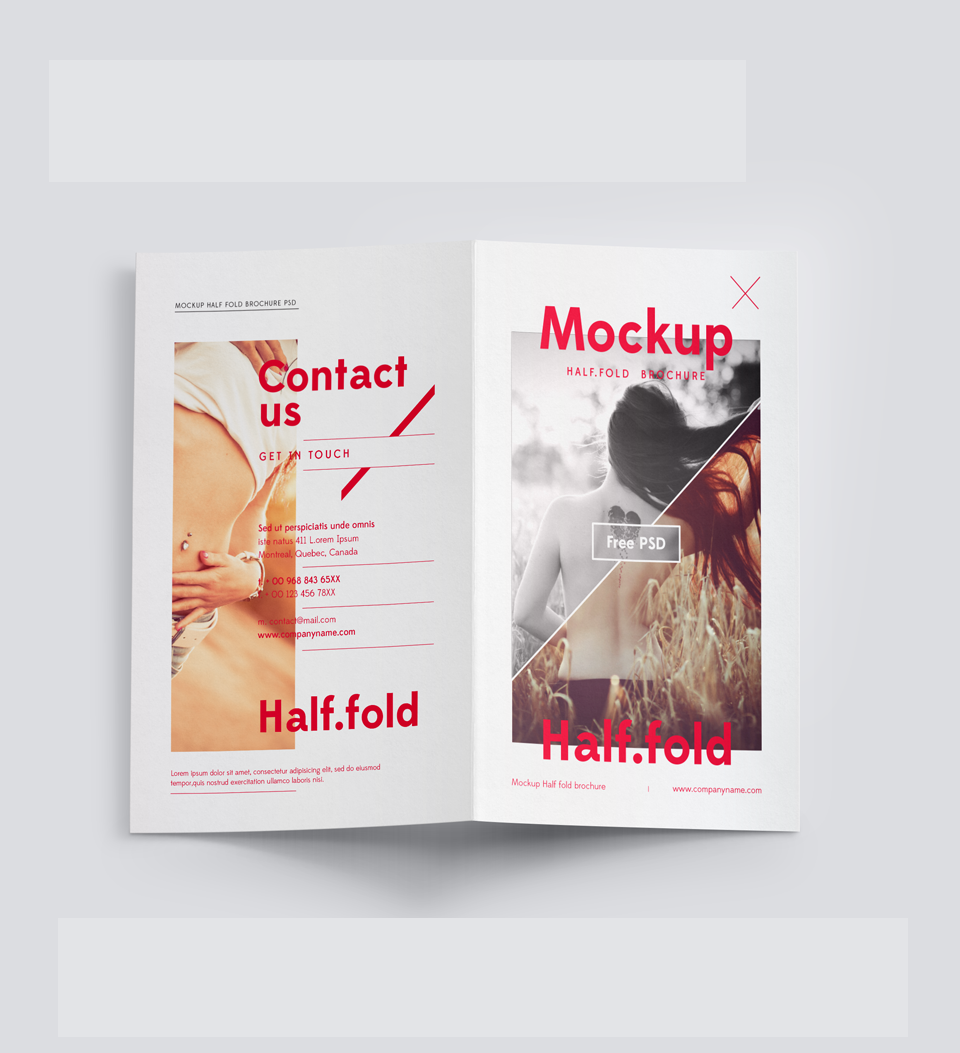 MOCKUP HALF FOLD BROCHURE PSD
Contact
us
GET IN TOUCH
Sed ut perspiciatis unde omnis
iste natus 411 L.orem Ipsum
Montreal, Quebec, Canada
t. + 00 968 843 65XX
+ 00 123 456 78XX
m. contact@mail.com
www.companyname.com
Half.fold
Lorem ipsum dolor sit amet, consectetur adipisicing elit, sed do eiusmod
tempor,quis nostrud exercitation ullamco laboris nisi.
Mockup
HALF.FOLD BROCHURE
Free PSD
Half.fold
Mockup Half fold brochure | www.companyname.com